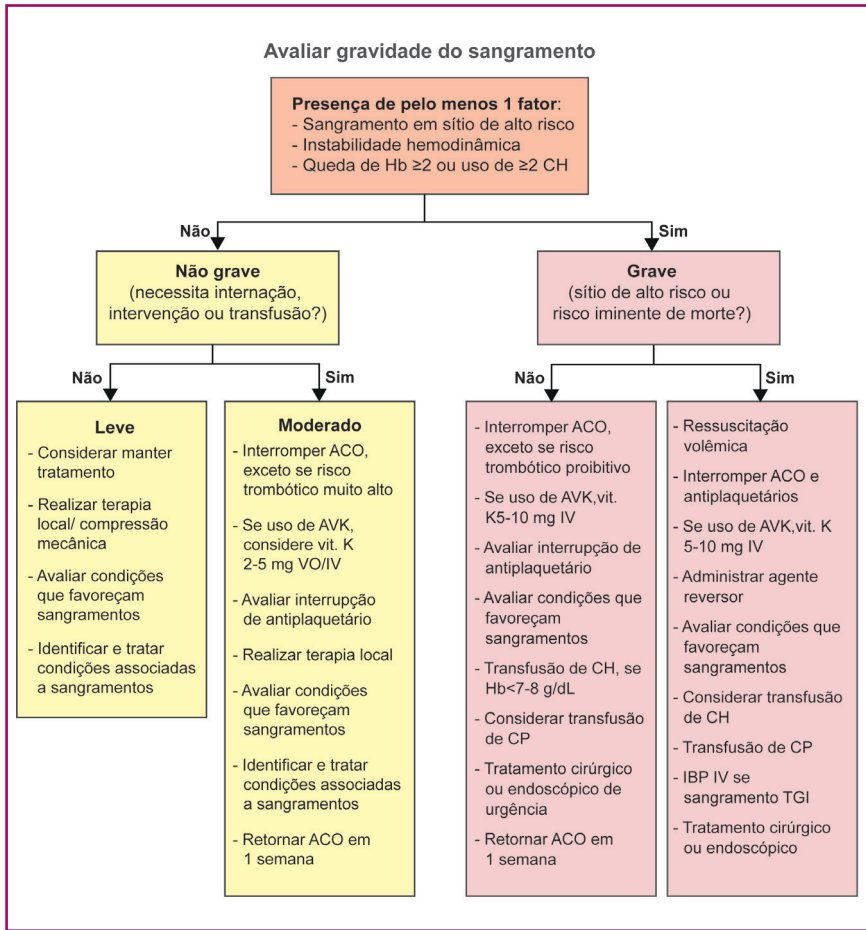 Avaliar gravidade do sangramento
Presença de pelo menos 1 fator:
- Sangramento em sítio de alto risco
- Instabilidade hemodinâmica
- Queda de Hb ≥2 ou uso de ≥2 CH
Não
Sim
Não grave
(necessita internação,
intervenção ou transfusão?)
Grave
(sítio de alto risco ou
risco iminente de morte?)
Não
Sim
Não
Sim
Leve
- Considerar manter
tratamento
- Realizar terapia
local/ compressão
mecânica
- Avaliar condições
que favoreçam
sangramentos
- Identificar e tratar
condições associadas
a sangramentos
Moderado
- Interromper ACO,
exceto se risco
trombótico muito alto
- Se uso de AVK,
considere vit. K
2-5 mg VO/IV
- Avaliar interrupção
de antiplaquetário
- Realizar terapia local
- Avaliar condições
que favoreçam
sangramentos
- Identificar e tratar
condições associadas
a sangramentos
- Retornar ACO em
1 semana
- Interromper ACO,
exceto se risco
trombótico proibitivo
- Se uso de AVK,vit.
K5-10 mg IV
- Avaliar interrupção de
antiplaquetário
- Avaliar condições que
favoreçam
sangramentos
- Transfusão de CH, se
Hb<7-8 g/dL
- Considerar transfusão
de CP
- Tratamento cirúrgico
ou endoscópico de
urgência
- Retornar ACO em
1 semana
- Ressuscitação
volêmica
- Interromper ACO e
antiplaquetários
- Se uso de AVK,vit. K
5-10 mg IV
- Administrar agente
reversor
- Avaliar condições que
favoreçam
sangramentos
- Considerar transfusão
de CH
- Transfusão de CP
- IBP IV se
sangramento TGI
- Tratamento cirúrgico
ou endoscópico